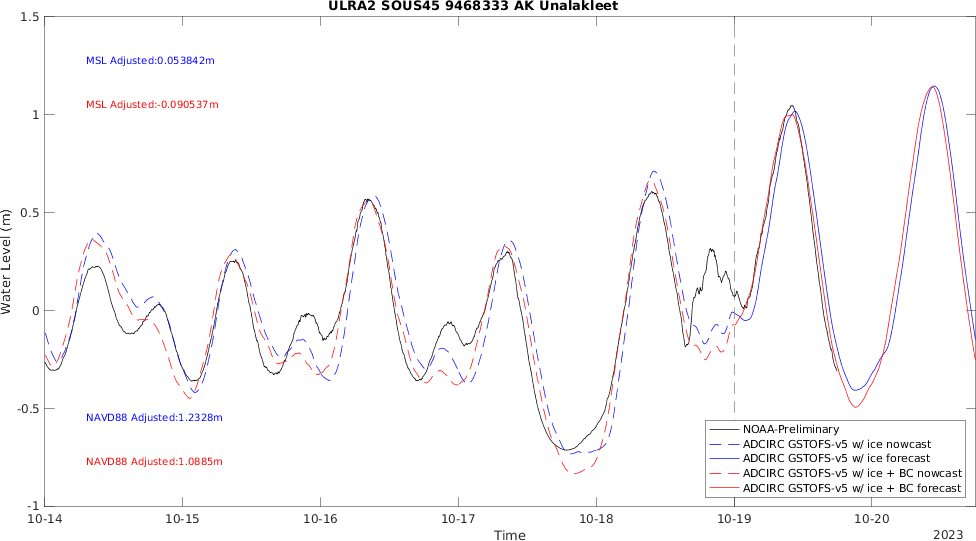 ULRA2 SOUS45 9468333 AK Unalakleet
1.5
1
0.5
0
-0.5
-1
Water Level (m)
MSL Adjusted:0.053842m
MSL Adjusted:-0.090537m
NAVD88 Adjusted:1.2328m
NAVD88 Adjusted:1.0885m
NOAA-Preliminary
ADCIRC GSTOFS-v5 w/ ice nowcast
ADCIRC GSTOFS-v5 w/ ice forecast
ADCIRC GSTOFS-v5 w/ ice + BC nowcast
ADCIRC GSTOFS-v5 w/ ice + BC forecast
10-14 10-15 10-16 10-17 10-18 10-19 10-20
Time
2023